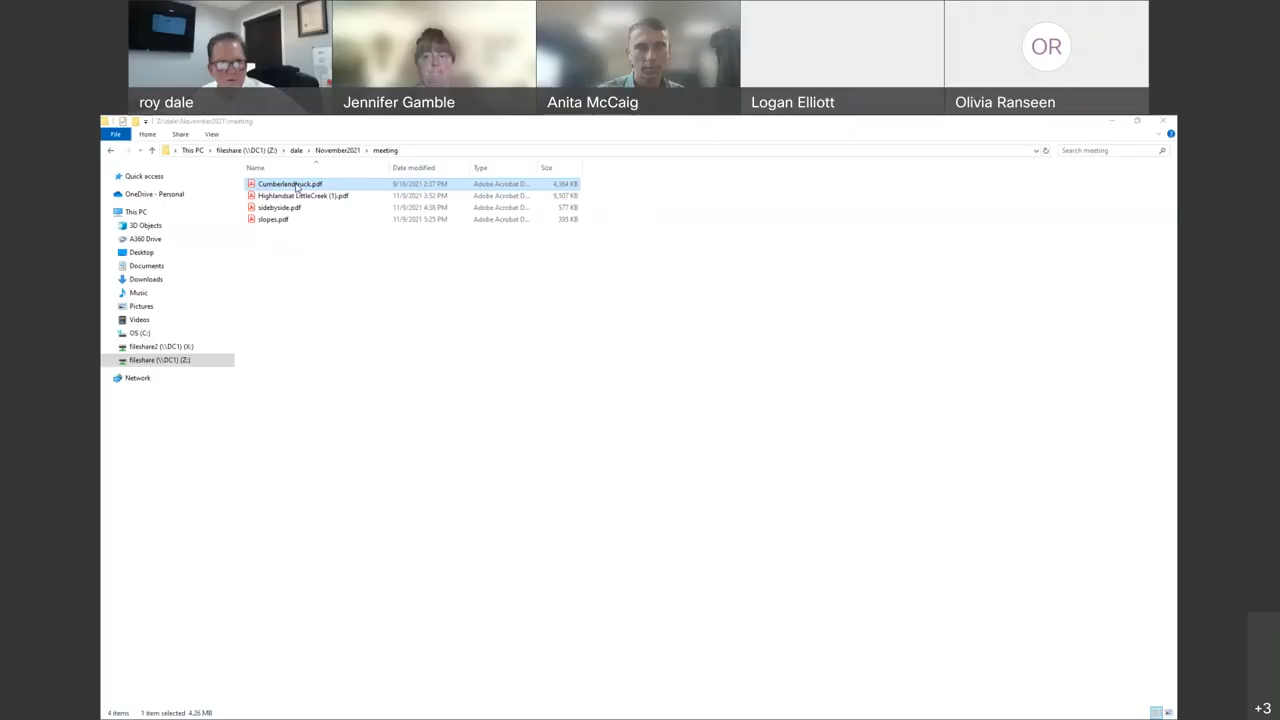 roy dale
Jennifer Gamble
Anita McCaig
Logan Elliott
OR
Olivia Ranseen
Z:\dale\November2021\meeting
File Home Share View
This PC > fileshare (\\DC1) (Z:) > dale > November2021 > meeting
Search meeting
Name Date modified Type Size
Quick access
OneDrive - Personal
This PC
3D Objects
A360 Drive
Desktop
Documents
Downloads
Music
Pictures
Videos
OS (C:)
fileshare2 (\\DC1) (X:)
fileshare (\\DC1) (Z:)
Network
Cumberlandtruck.pdf 9/16/2021 2:37 PM Adobe Acrobat D... 4,364 KB
Highlandsat LittleCreek (1).pdf 11/9/2021 3:52 PM Adobe Acrobat D... 9,507 KB
sidebyside.pdf 11/9/2021 4:38 PM Adobe Acrobat D... 577 KB
slopes.pdf 11/9/2021 5:25 PM Adobe Acrobat D... 395 KB
4 items 1 item selected 4.26 MB
+3